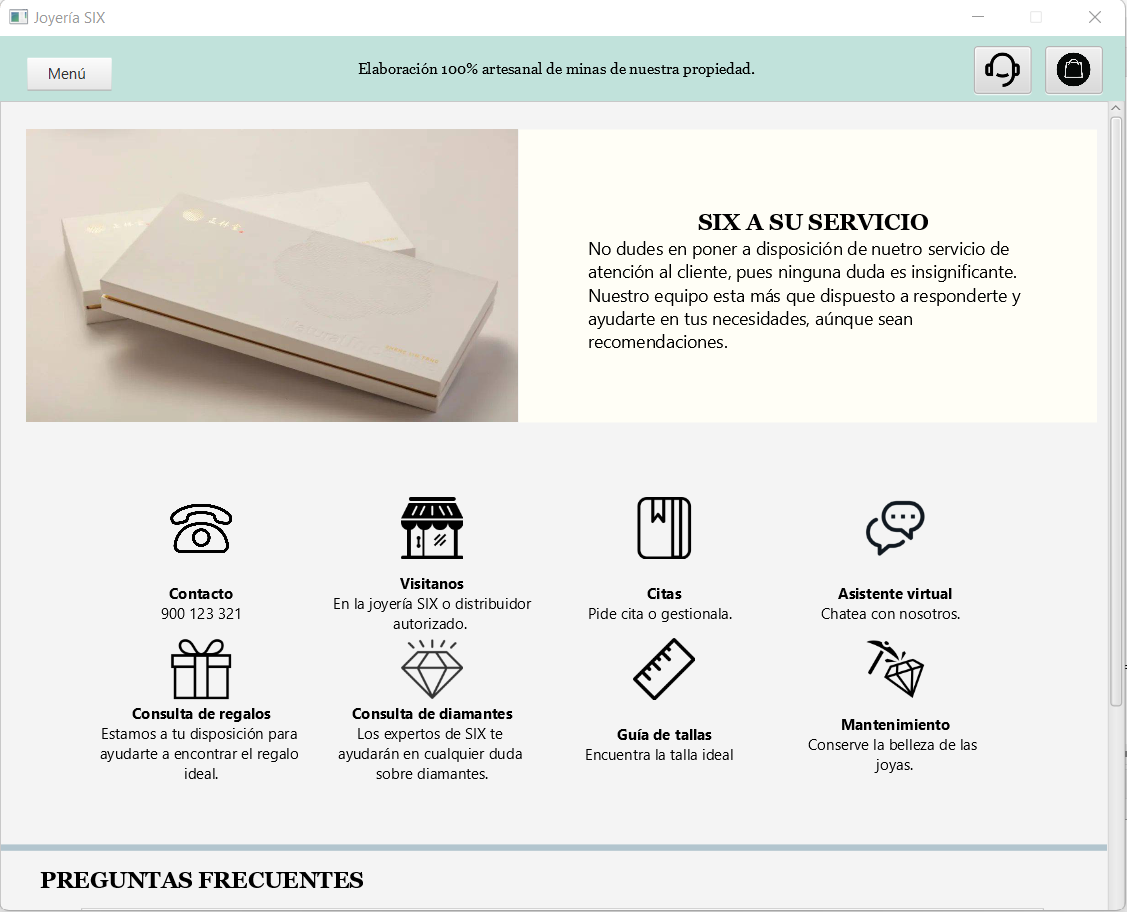 Joyería SIX
Menú
Elaboración 100% artesanal de minas de nuestra propiedad.
SIX A SU SERVICIO
No dudes en poner a disposición de nuetro servicio de
atención al cliente, pues ninguna duda es insignificante.
Nuestro equipo esta más que dispuesto a responderte y
ayudarte en tus necesidades, aúnque sean
recomendaciones.
Contacto
900 123 321
Visitanos
En la joyería SIX o distribuidor
autorizado.
Citas
Pide cita o gestionala.
Asistente virtual
Chatea con nosotros.
Consulta de regalos
Estamos a tu disposición para
ayudarte a encontrar el regalo
ideal.
Consulta de diamantes
Los expertos de SIX te
ayudarán en cualquier duda
sobre diamantes.
Guía de tallas
Encuentra la talla ideal
Mantenimiento
Conserve la belleza de las
joyas.
PREGUNTAS FRECUENTES